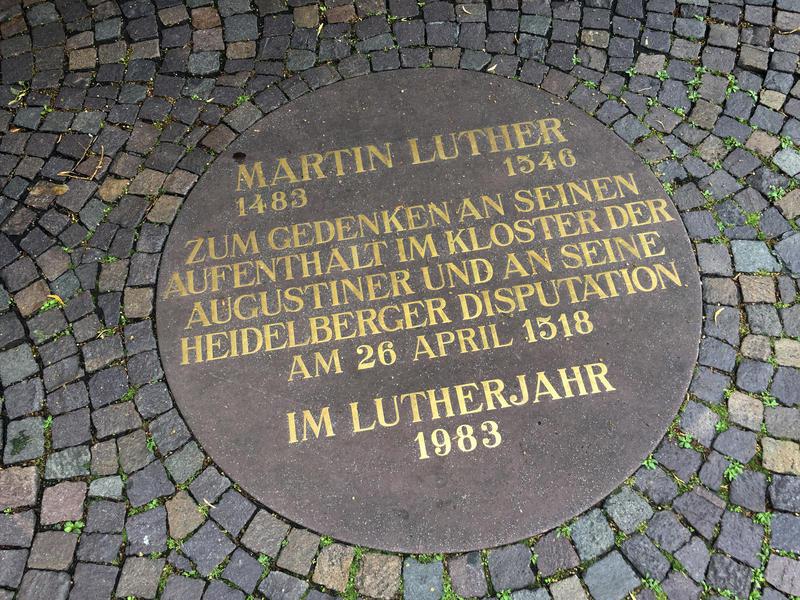 MARTIN LUTHER
1483 1546
ZUM GEDENKEN AN SEINEN
AUFENTHALT IM KLOSTER DER
AUGUSTINER UND AN SEINE
HEIDELBERGER DISPUTATION
AM 26 APRIL 1518
IM LUTHERJAHR
1983